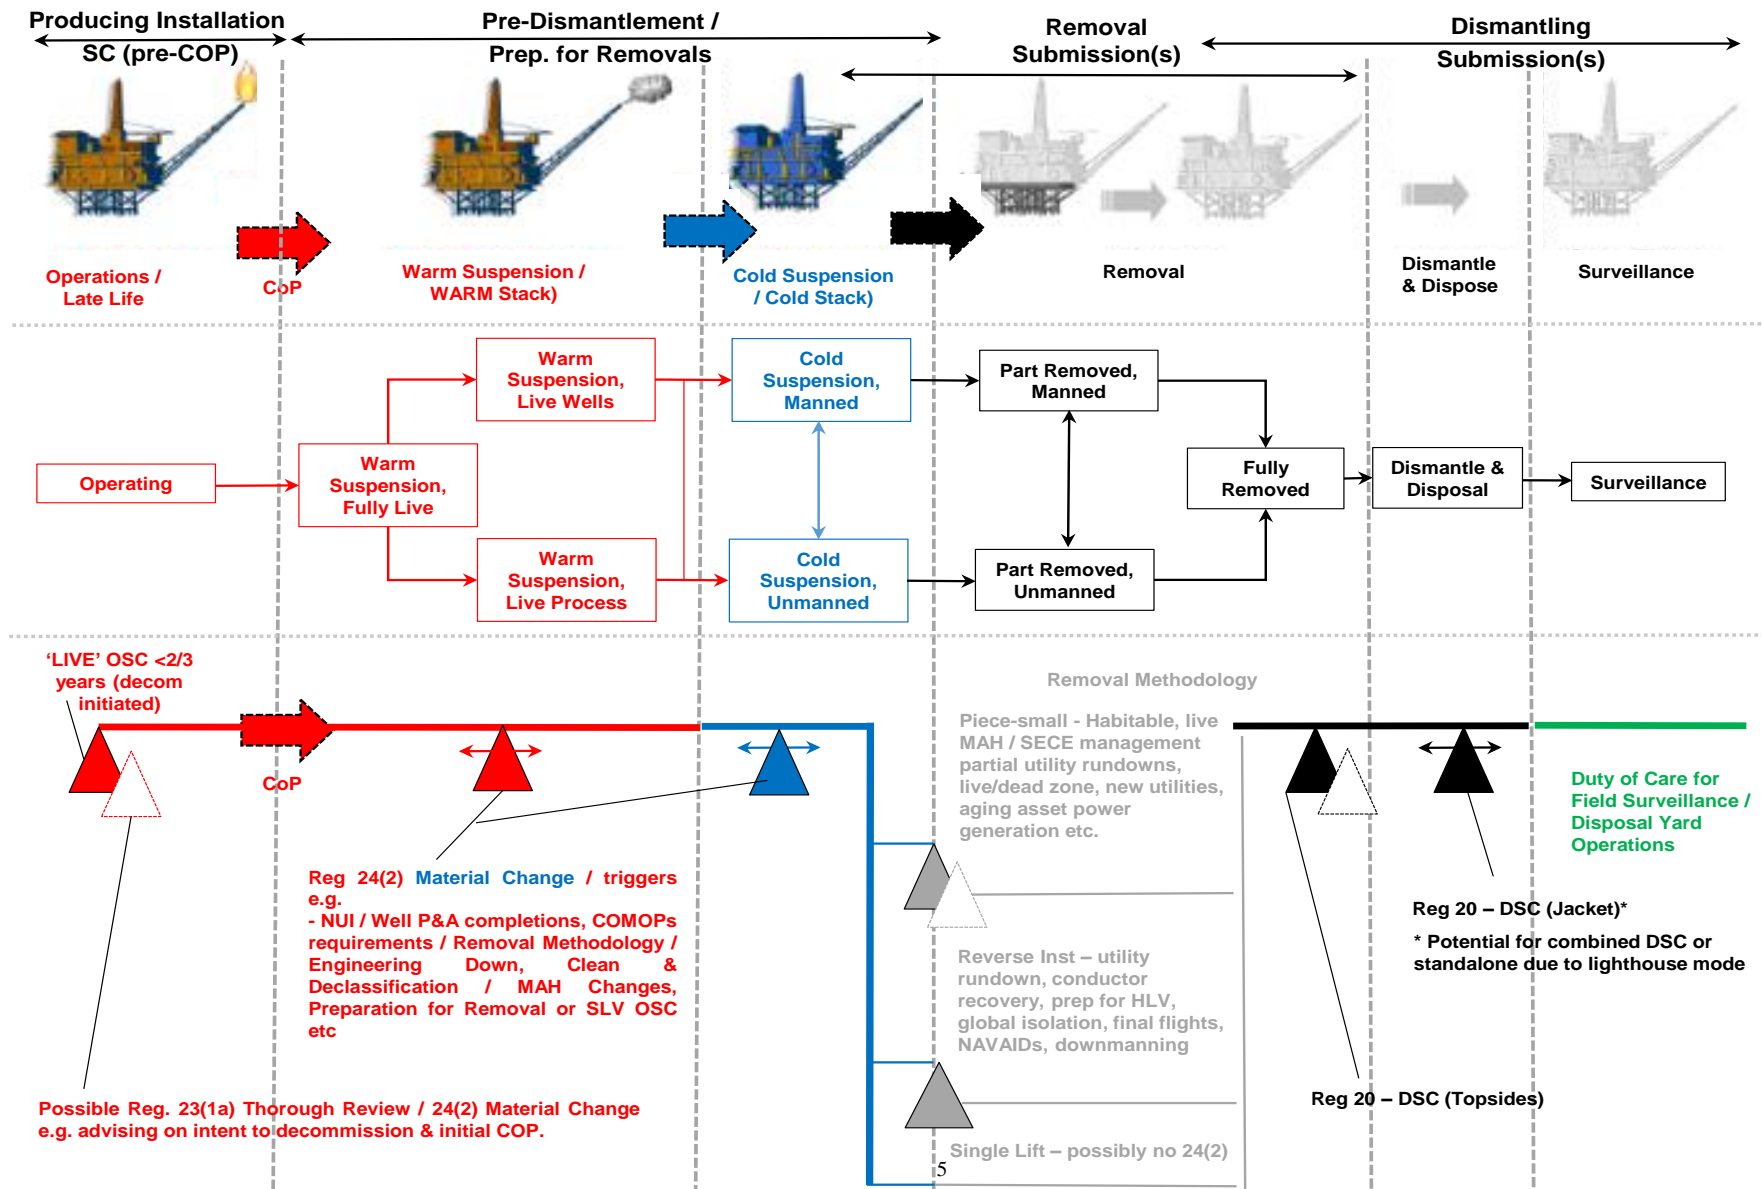 Producing Installation
SC (pre-COP)
Pre-Dismantlement /
Prep. for Removals
Removal
Submission(s)
Dismantling
Submission(s)
Operations /
Late Life
CoP
Warm Suspension /
WARM Stack)
Cold Suspension
/ Cold Stack)
Removal
Dismantle
& Dispose
Surveillance
Operating
Warm
Suspension,
Fully Live
Warm
Suspension,
Live Wells
Warm
Suspension,
Live Process
Cold
Suspension,
Manned
Cold
Suspension,
Unmanned
Part Removed,
Manned
Part Removed,
Unmanned
Fully
Removed
Dismantle &
Disposal
Surveillance
'LIVE' OSC <2/3
years (decom
initiated)
CoP
Reg 24(2) Material Change / triggers
e.g.
- NUI / Well P&A completions, COMOPs
requirements / Removal Methodology /
Engineering Down, Clean &
Declassification / MAH Changes,
Preparation for Removal or SLV OSC
etc
Possible Reg. 23(1a) Thorough Review / 24(2) Material Change
e.g. advising on intent to decommission & initial COP.
Removal Methodology
Piece-small - Habitable, live
MAH / SECE management
partial utility rundowns,
live/dead zone, new utilities,
aging asset power
generation etc.
Reverse Inst – utility
rundown, conductor
recovery, prep for HLV,
global isolation, final flights,
NAVAIDs, downmanning
Single Lift – possibly no 24(2)
5
Duty of Care for
Field Surveillance /
Disposal Yard
Operations
Reg 20 – DSC (Jacket)*
* Potential for combined DSC or
standalone due to lighthouse mode
Reg 20 – DSC (Topsides)